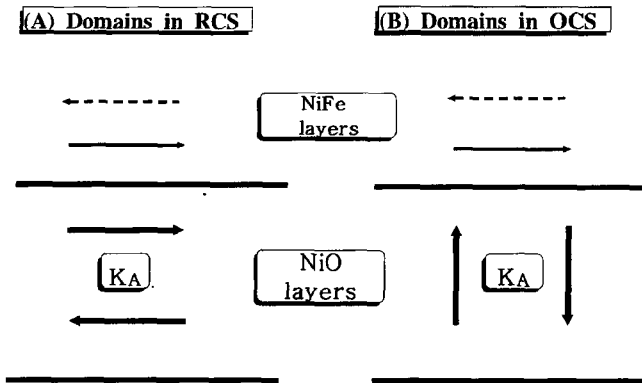 (A) Domains in RCS
(B) Domains in OCS
NiFe
layers
KA
NiO
layers
KA